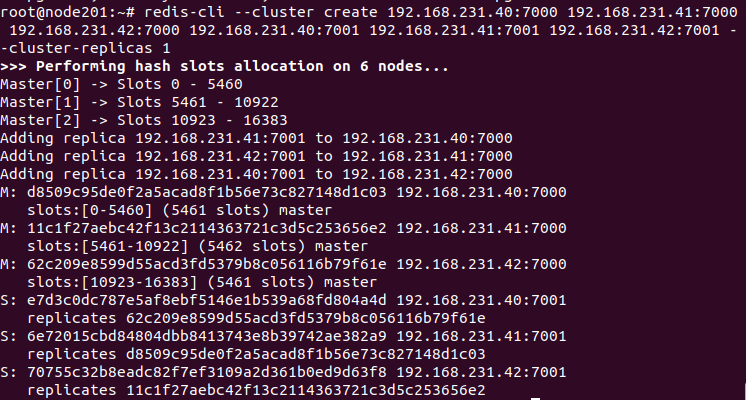 root@node201:~# redis-cli --cluster create 192.168.231.40:7000 192.168.231.41:7000
192.168.231.42:7000 192.168.231.40:7001 192.168.231.41:7001 192.168.231.42:7001 -
-cluster-replicas 1
>>> Performing hash slots allocation on 6 nodes...
Master[0] -> Slots 0 - 5460
Master[1] -> Slots 5461 - 10922
Master[2] -> Slots 10923 - 16383
Adding replica 192.168.231.41:7001 to 192.168.231.40:7000
Adding replica 192.168.231.42:7001 to 192.168.231.41:7000
Adding replica 192.168.231.40:7001 to 192.168.231.42:7000
M: d8509c95de0f2a5acad8f1b56e73c827148d1c03 192.168.231.40:7000
slots:[0-5460] (5461 slots) master
M: 11c1f27aebc42f13c2114363721c3d5c253656e2 192.168.231.41:7000
slots:[5461-10922] (5462 slots) master
M: 62c209e8599d55acd3fd5379b8c056116b79f61e 192.168.231.42:7000
slots:[10923-16383] (5461 slots) master
S: e7d3c0dc787e5af8ebf5146e1b539a68fd804a4d 192.168.231.40:7001
replicates 62c209e8599d55acd3fd5379b8c056116b79f61e
S: 6e72015cbd84804dbb8413743e8b39742ae382a9 192.168.231.41:7001
replicates d8509c95de0f2a5acad8f1b56e73c827148d1c03
S: 70755c32b8eadc82f7ef3109a2d361b0ed9d63f8 192.168.231.42:7001
replicates 11c1f27aebc42f13c2114363721c3d5c253656e2